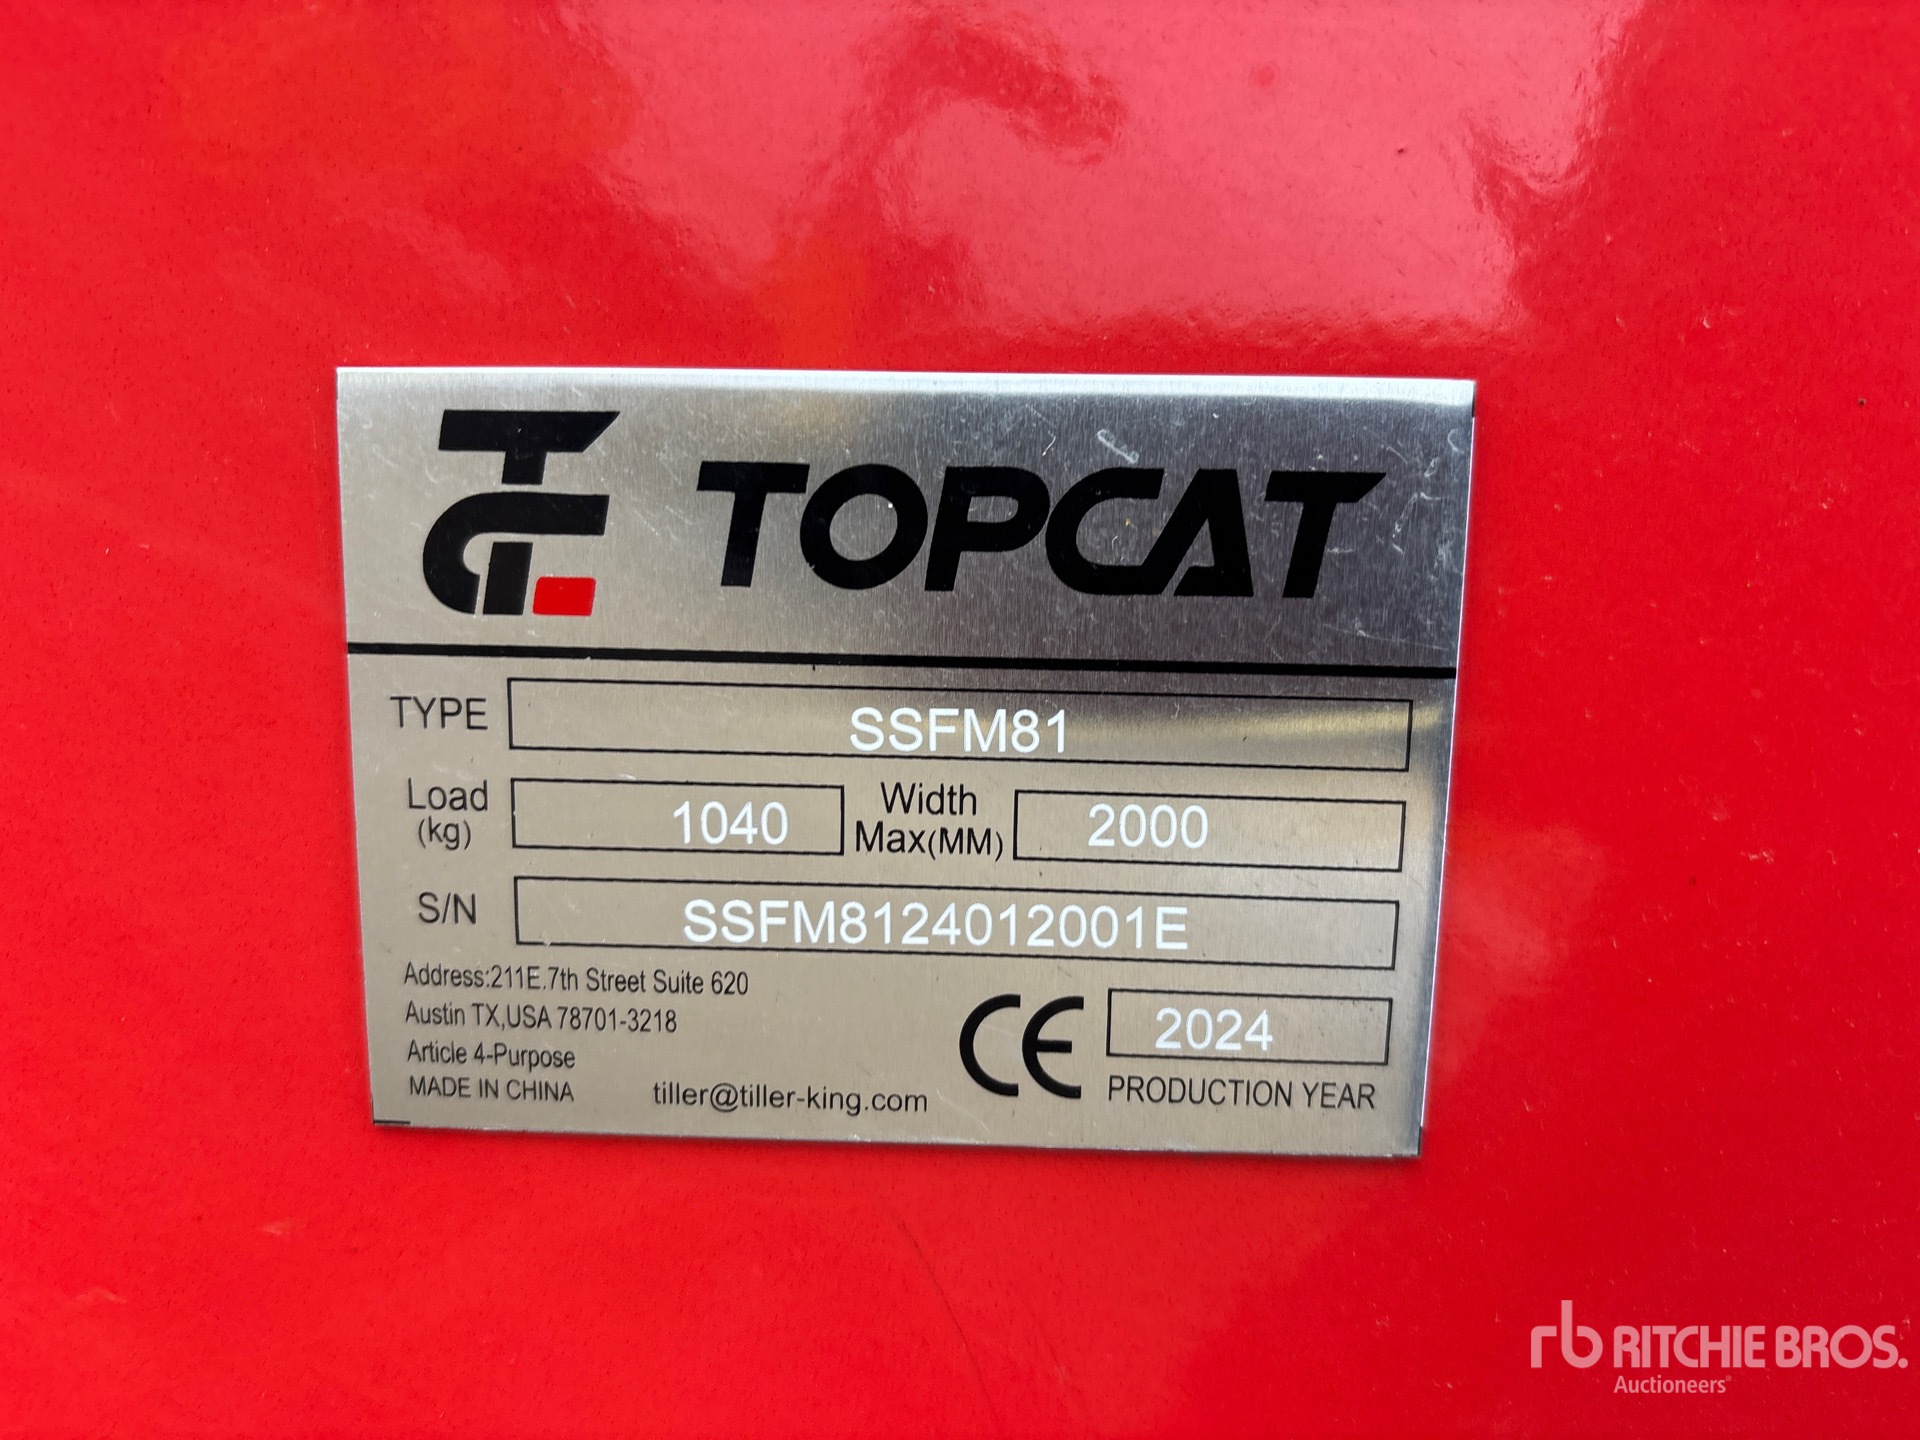 TOPCAT
TYPE SSFM81
Load (kg) 1040 Width Max(MM) 2000
S/N SSFM8124012001E
Address:211E.7th Street Suite 620
Austin TX,USA 78701-3218
Article 4-Purpose
MADE IN CHINA
tiller@tiller-king.com
CE
2024
PRODUCTION YEAR
rb RITCHIE BROS.
Auctioneers®